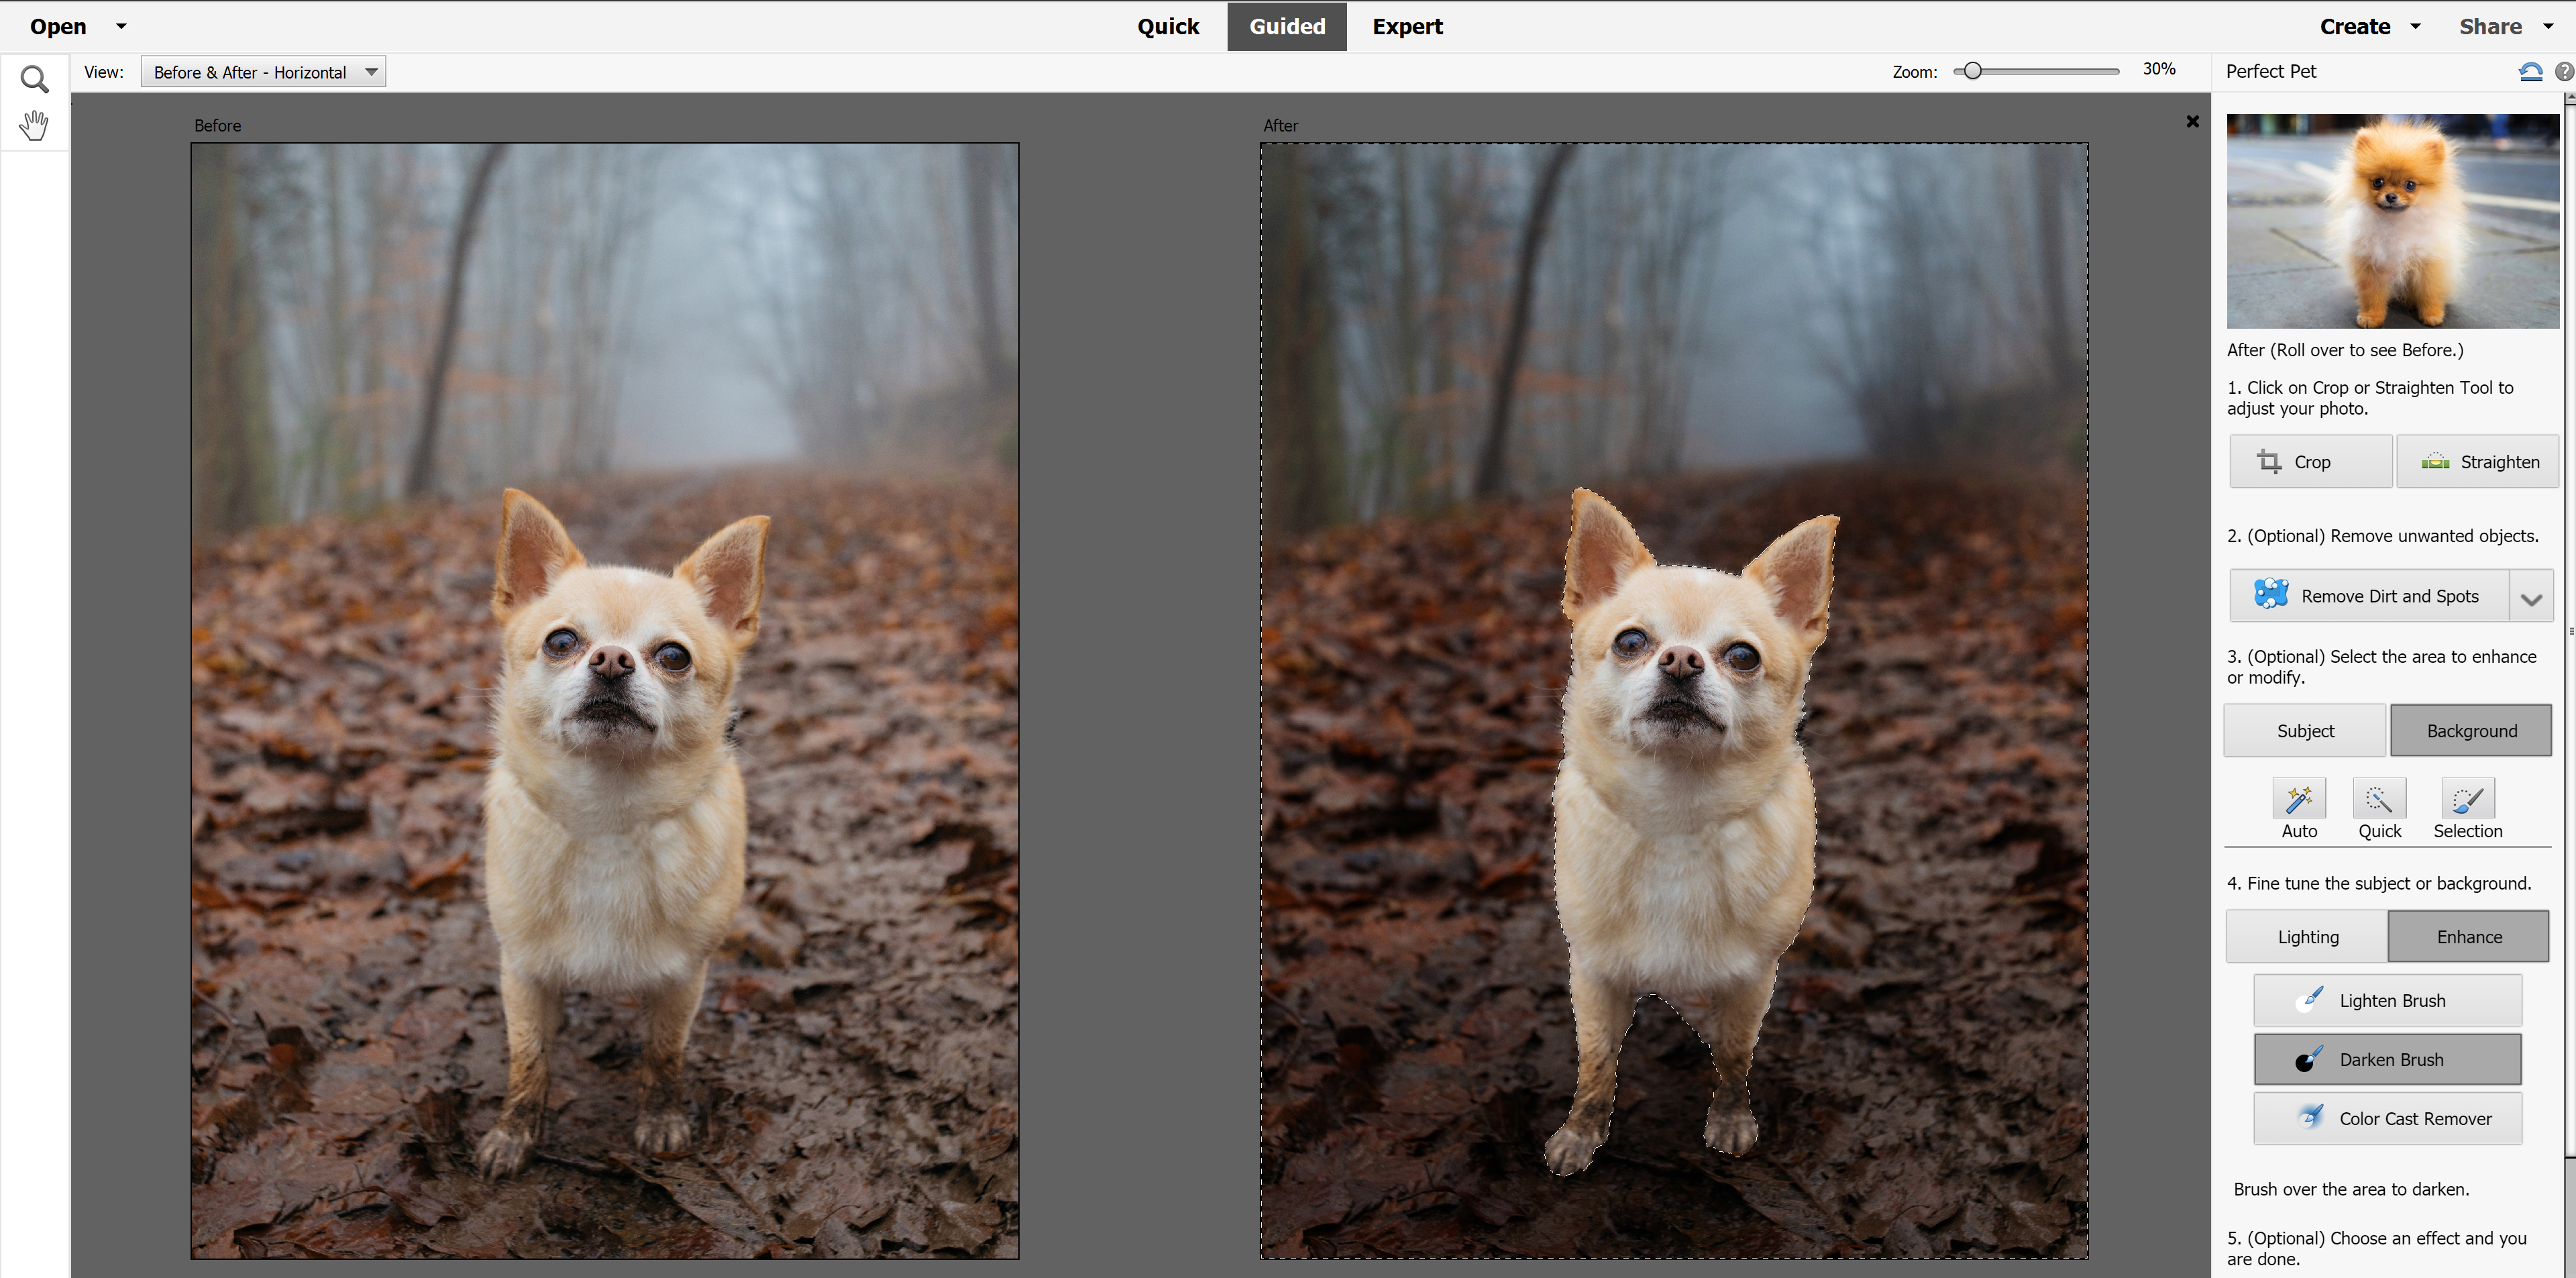 Open
Quick
Guided
Expert
Create
Share
View:
Before & After - Horizontal
Zoom:
30%
Perfect Pet
?
Before
After
After (Roll over to see Before.)
1. Click on Crop or Straighten Tool to
adjust your photo.
Crop
Straighten
2. (Optional) Remove unwanted objects.
Remove Dirt and Spots
3. (Optional) Select the area to enhance
or modify.
Subject
Background
Auto
Quick
Selection
4. Fine tune the subject or background.
Lighting
Enhance
Lighten Brush
Darken Brush
Color Cast Remover
Brush over the area to darken.
5. (Optional) Choose an effect and you
are done.